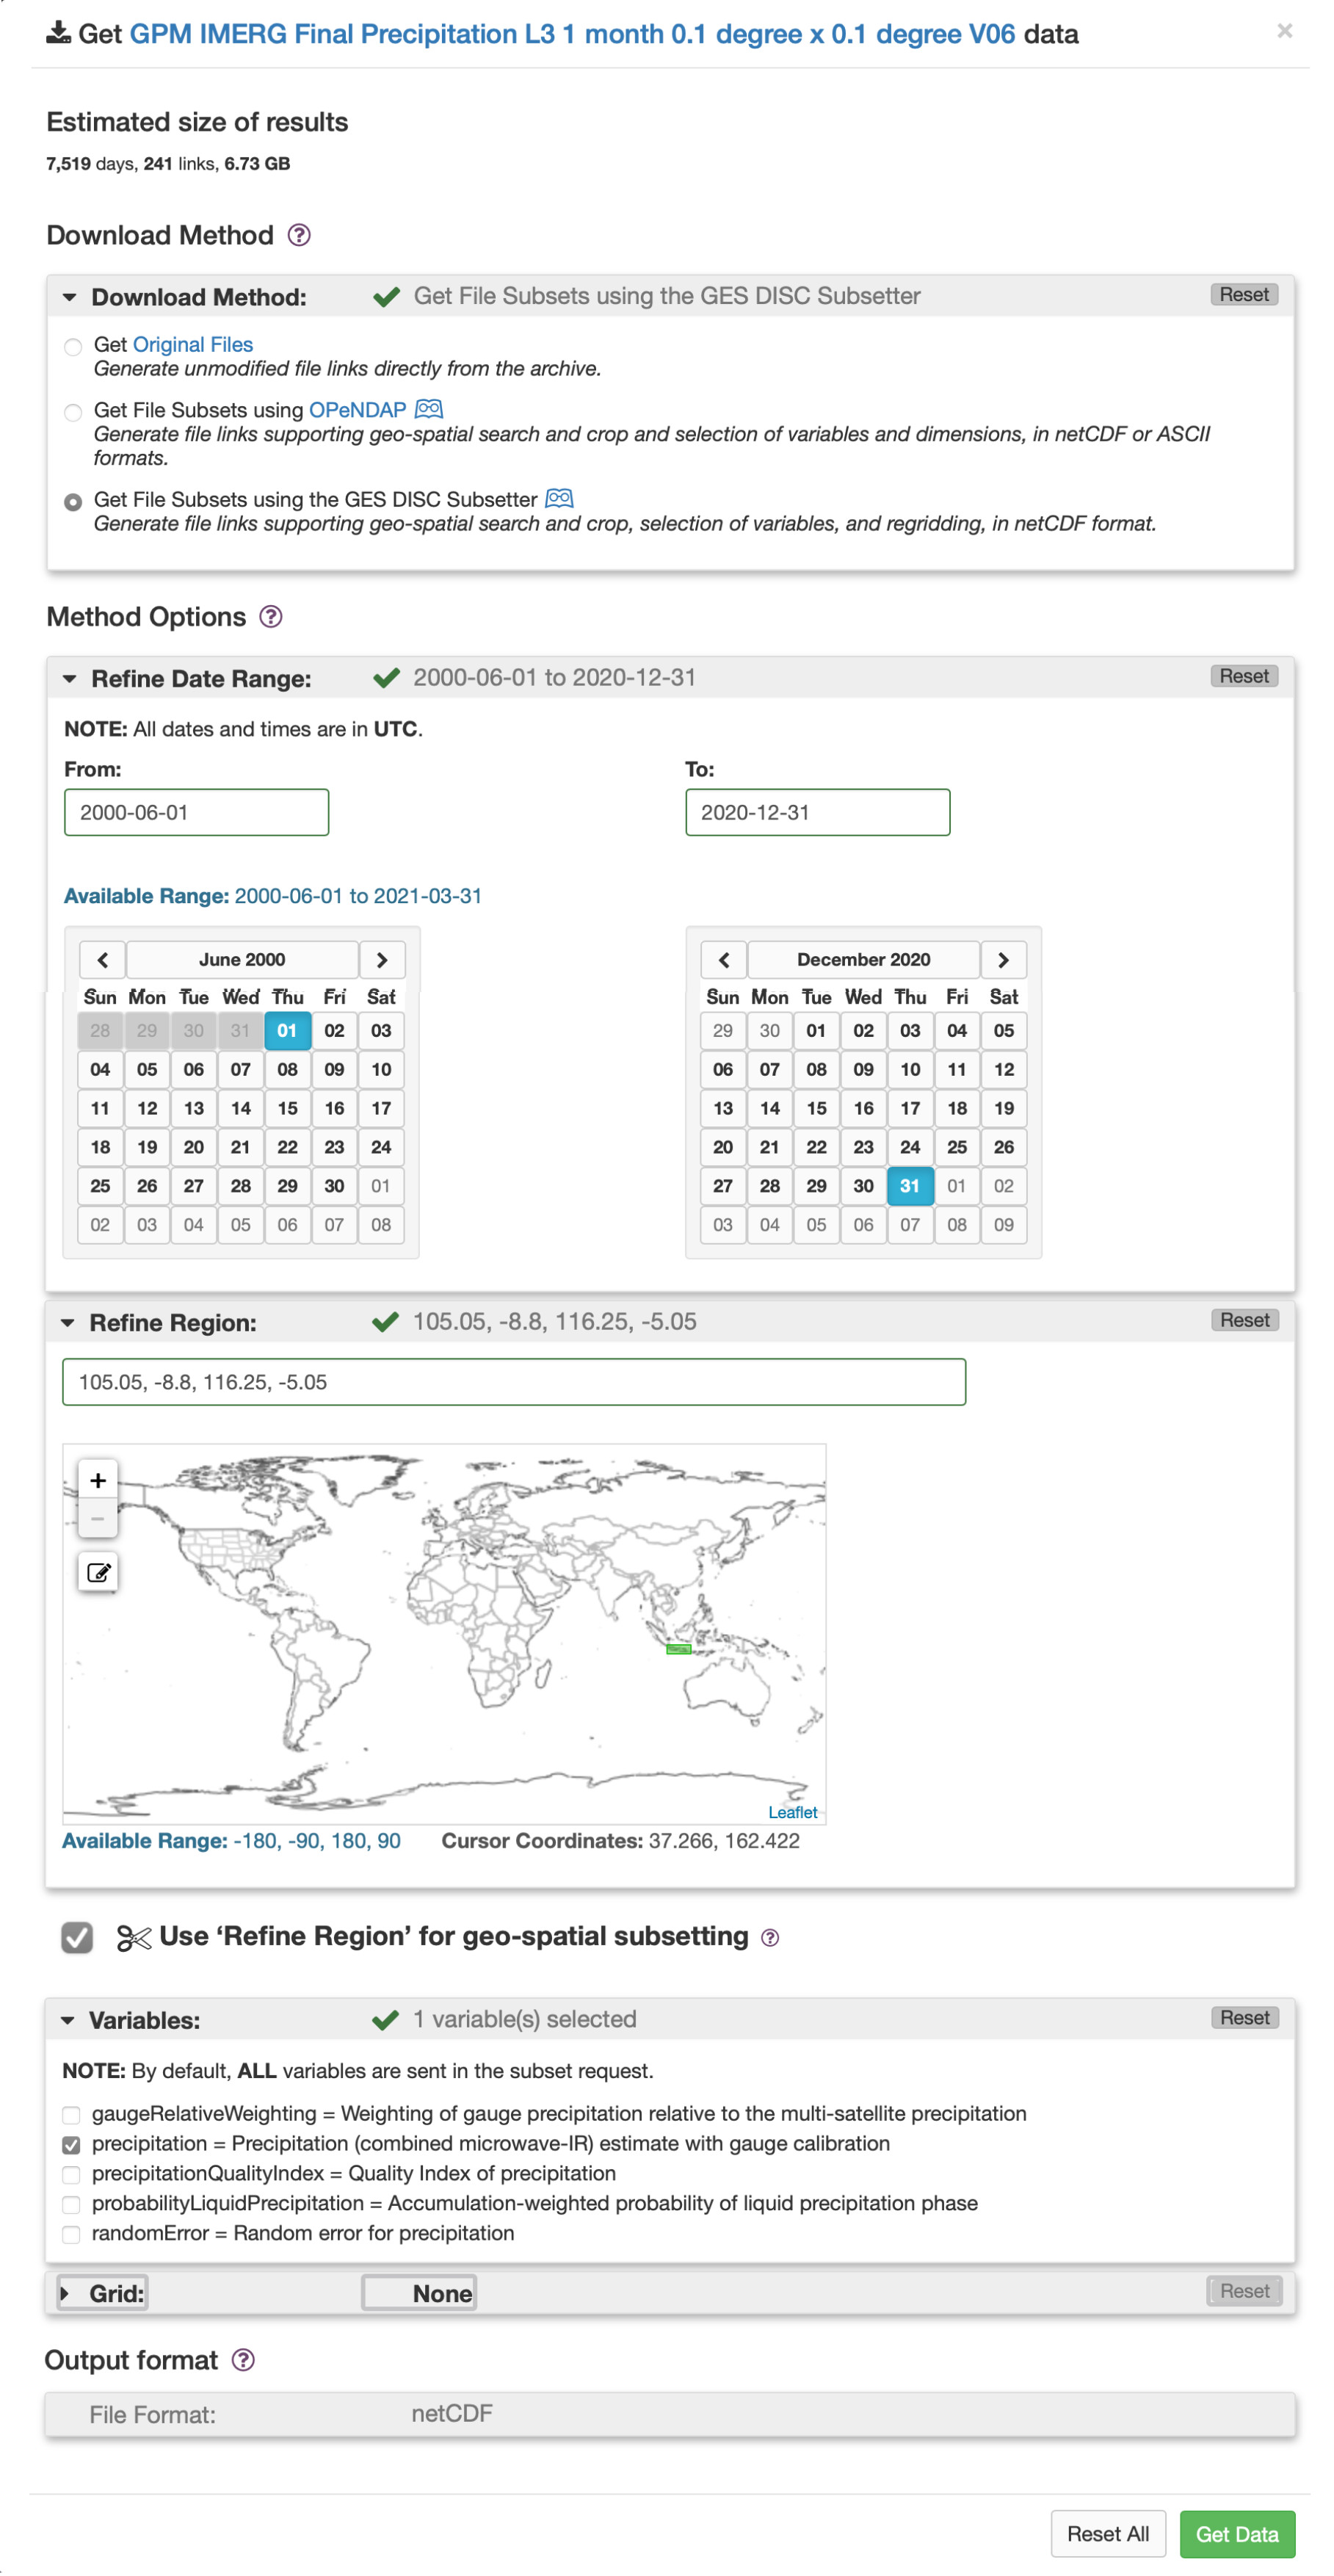 Get GPM IMERG Final Precipitation L3 1 month 0.1 degree x 0.1 degree V06 data ×
Estimated size of results
7,519 days, 241 links, 6.73 GB
Download Method ?
Download Method: Get File Subsets using the GES DISC Subsetter Reset
Get Original Files
Generate unmodified file links directly from the archive.
Get File Subsets using OPeNDAP
Generate file links supporting geo-spatial search and crop and selection of variables and dimensions, in netCDF or ASCII
formats.
Get File Subsets using the GES DISC Subsetter
Generate file links supporting geo-spatial search and crop, selection of variables, and regridding, in netCDF format.
Method Options ?
Refine Date Range: 2000-06-01 to 2020-12-31 Reset
NOTE: All dates and times are in UTC.
From: To:
2000-06-01 2020-12-31
Available Range: 2000-06-01 to 2021-03-31
June 2000
Sun Mon Tue Wed Thu Fri Sat
28 29 30 31 01 02 03
04 05 06 07 08 09 10
11 12 13 14 15 16 17
18 19 20 21 22 23 24
25 26 27 28 29 30 01
02 03 04 05 06 07 08
December 2020
Sun Mon Tue Wed Thu Fri Sat
29 30 01 02 03 04 05
06 07 08 09 10 11 12
13 14 15 16 17 18 19
20 21 22 23 24 25 26
27 28 29 30 31 01 02
03 04 05 06 07 08 09
Refine Region: 105.05, -8.8, 116.25, -5.05 Reset
105.05, -8.8, 116.25, -5.05
+
−
Leaflet
Available Range: -180, -90, 180, 90 Cursor Coordinates: 37.266, 162.422
Use ‘Refine Region’ for geo-spatial subsetting ?
Variables: 1 variable(s) selected Reset
NOTE: By default, ALL variables are sent in the subset request.
gaugeRelativeWeighting = Weighting of gauge precipitation relative to the multi-satellite precipitation
precipitation = Precipitation (combined microwave-IR) estimate with gauge calibration
precipitationQualityIndex = Quality Index of precipitation
probabilityLiquidPrecipitation = Accumulation-weighted probability of liquid precipitation phase
randomError = Random error for precipitation
Grid: None Reset
Output format ?
File Format: netCDF
Reset All Get Data